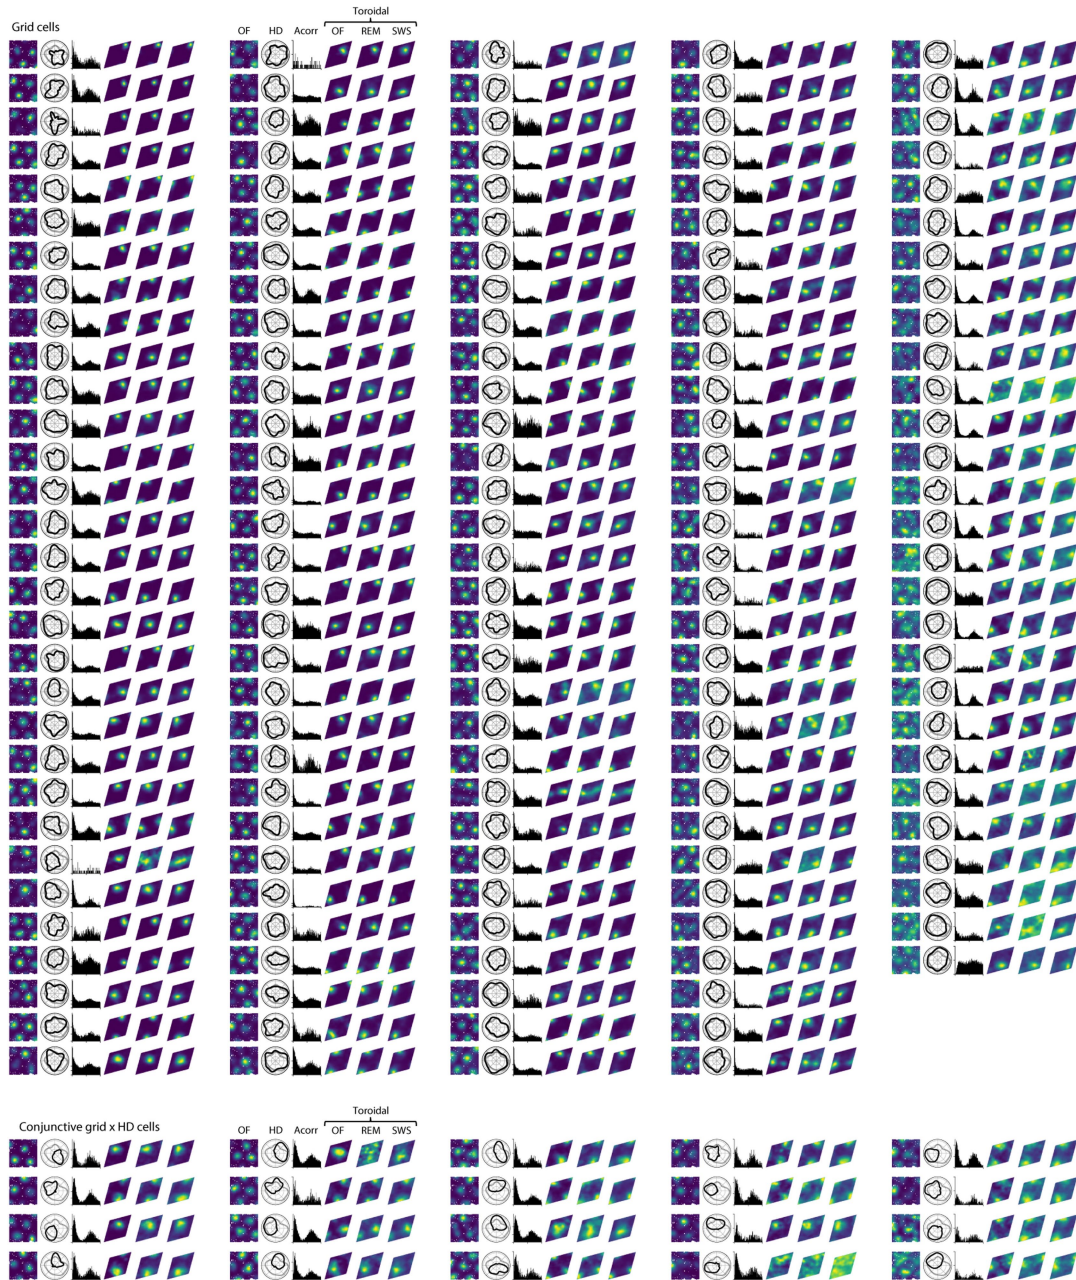 Toroidal
Grid cells
OF HD Acorr OF REM SWS
Toroidal
Conjunctive grid x HD cells
OF HD Acorr OF REM SWS